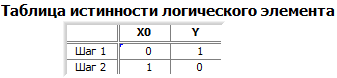 Таблица истинности логического элемента
X0 Y
Шаг 1 0 1
Шаг 2 1 0